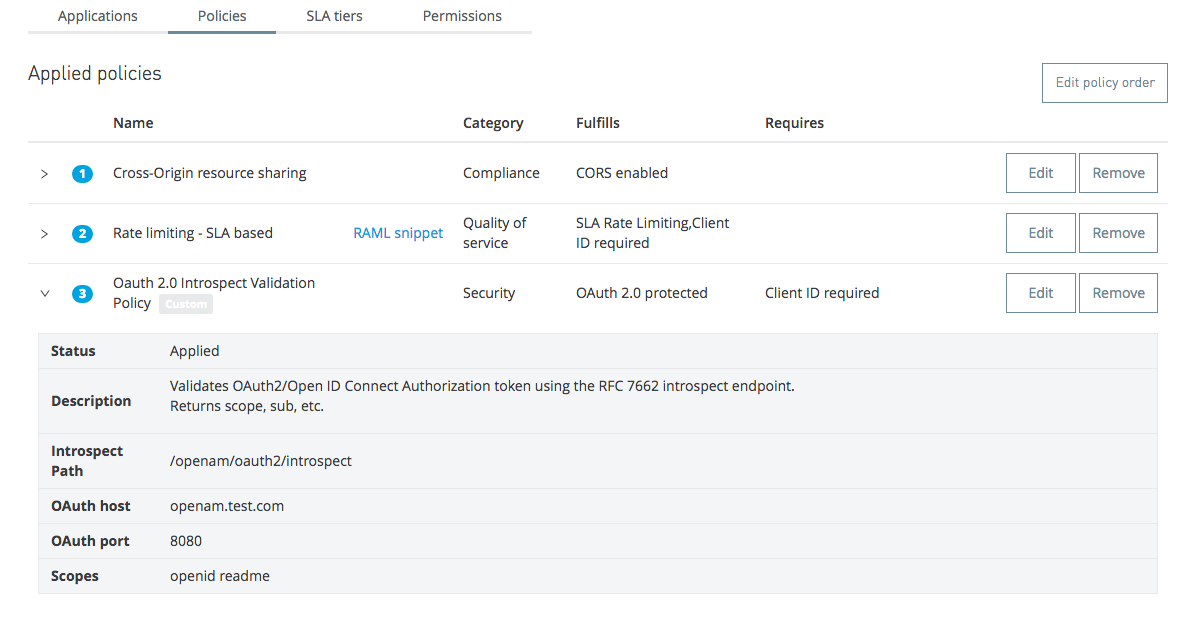 Applications Policies SLA tiers Permissions
Applied policies
Edit policy order
Name Category Fulfills Requires
1 Cross-Origin resource sharing Compliance CORS enabled Edit Remove
2 Rate limiting - SLA based RAML snippet Quality of service SLA Rate Limiting,Client ID required Edit Remove
3 Oauth 2.0 Introspect Validation Policy Custom Security OAuth 2.0 protected Client ID required Edit Remove
Status Applied
Description Validates OAuth2/Open ID Connect Authorization token using the RFC 7662 introspect endpoint.
Returns scope, sub, etc.
Introspect Path /openam/oauth2/introspect
OAuth host openam.test.com
OAuth port 8080
Scopes openid readme